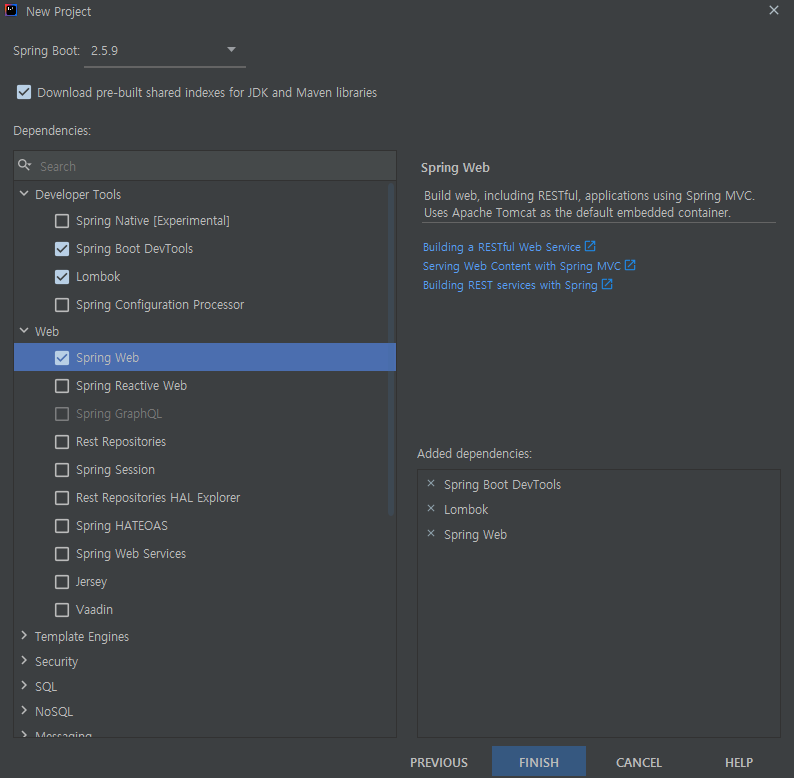 New Project
Spring Boot: 2.5.9
Download pre-built shared indexes for JDK and Maven libraries
Dependencies:
Search
Developer Tools
Spring Native [Experimental]
Spring Boot DevTools
Lombok
Spring Configuration Processor
Web
Spring Web
Spring Reactive Web
Spring GraphQL
Rest Repositories
Spring Session
Rest Repositories HAL Explorer
Spring HATEOAS
Spring Web Services
Jersey
Vaadin
Template Engines
Security
SQL
NoSQL
Messaging
Spring Web
Build web, including RESTful, applications using Spring MVC.
Uses Apache Tomcat as the default embedded container.
Building a RESTful Web Service
Serving Web Content with Spring MVC
Building REST services with Spring
Added dependencies:
Spring Boot DevTools
Lombok
Spring Web
PREVIOUS FINISH CANCEL HELP